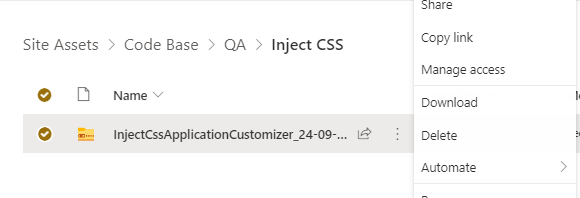 Share
Site Assets > Code Base > QA > Inject CSS
Copy link
Manage access
Name
Download
InjectCssApplicationCustomizer_24-09-...
Delete
Automate